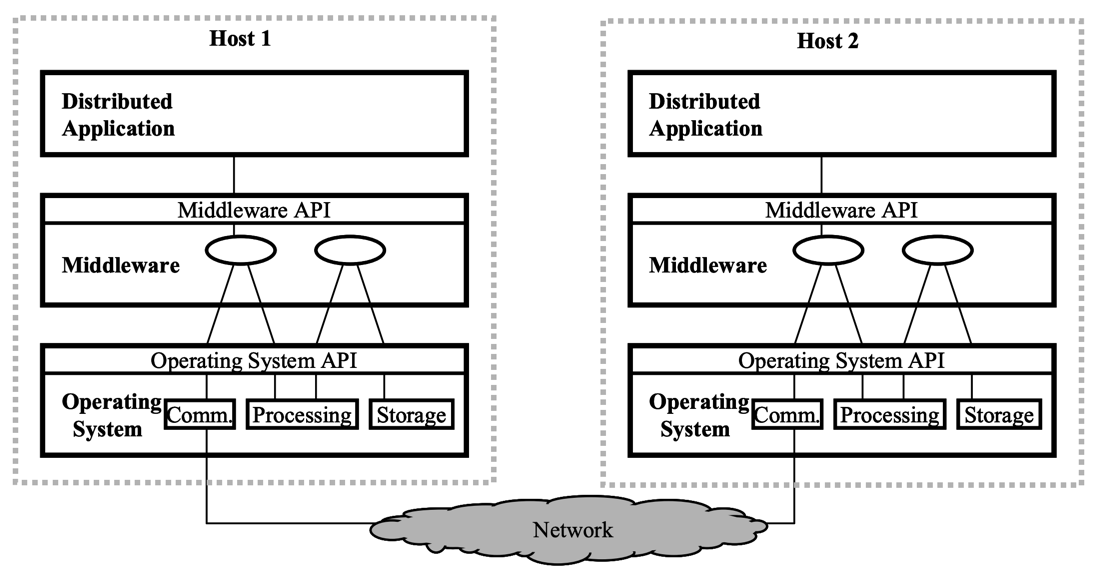 Host 1
Distributed
Application
Middleware API
Middleware
Operating System API
Operating
System
Comm.
Processing
Storage
Host 2
Distributed
Application
Middleware API
Middleware
Operating System API
Operating
System
Comm.
Processing
Storage
Network